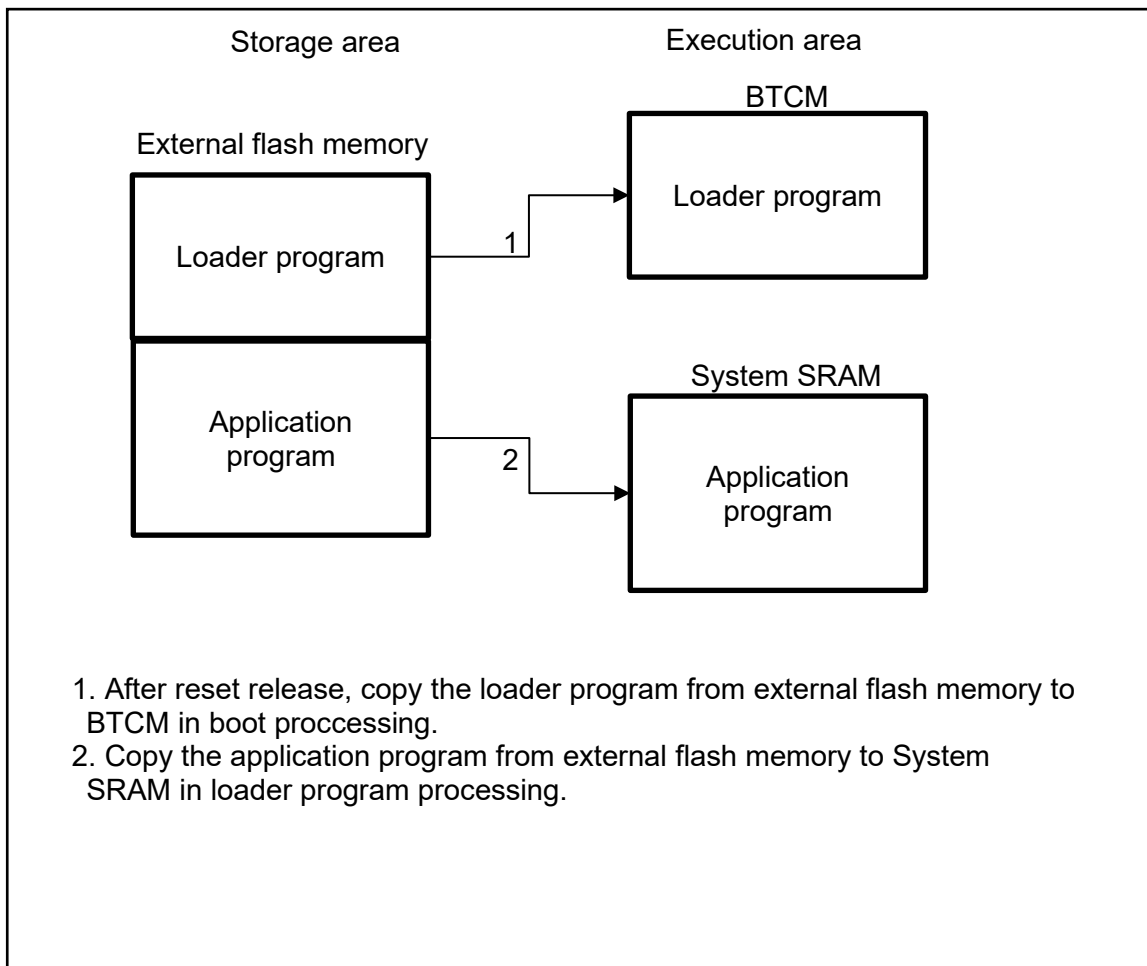 Storage area
Execution area
BTCM
External flash memory
Loader program
Loader program
1
System SRAM
Application
program
2
Application
program
1. After reset release, copy the loader program from external flash memory to
BTCM in boot proccessing.
2. Copy the application program from external flash memory to System
SRAM in loader program processing.